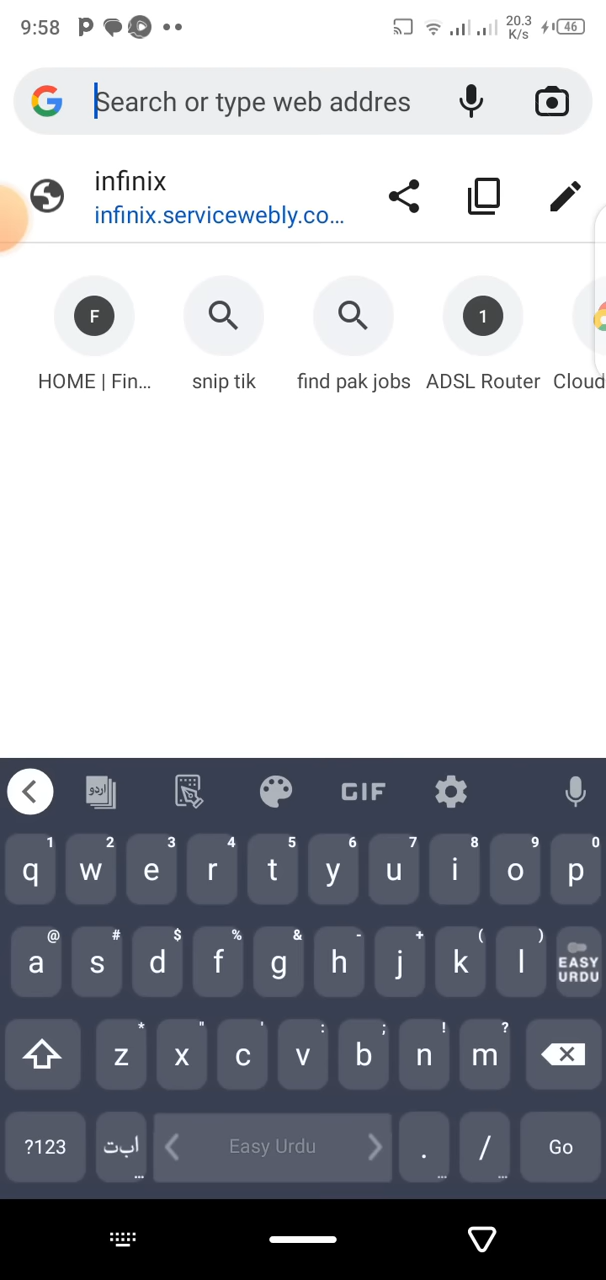 9:58
20.3
K/s
46
Search or type web addres
infinix
infinix.servicewebly.co...
F
1
HOME | Fin...
snip tik
find pak jobs
ADSL Router
Cloud
اردو
GIF
1 2 3 4 5 6 7 8 9 0
q w e r t y u i o p
@ # $ % & - + ( )
a s d f g h j k l
EASY
URDU
* " ' : ; ! ?
z x c v b n m
?123
ا ب ت
...
Easy Urdu
.
...
/
...
Go